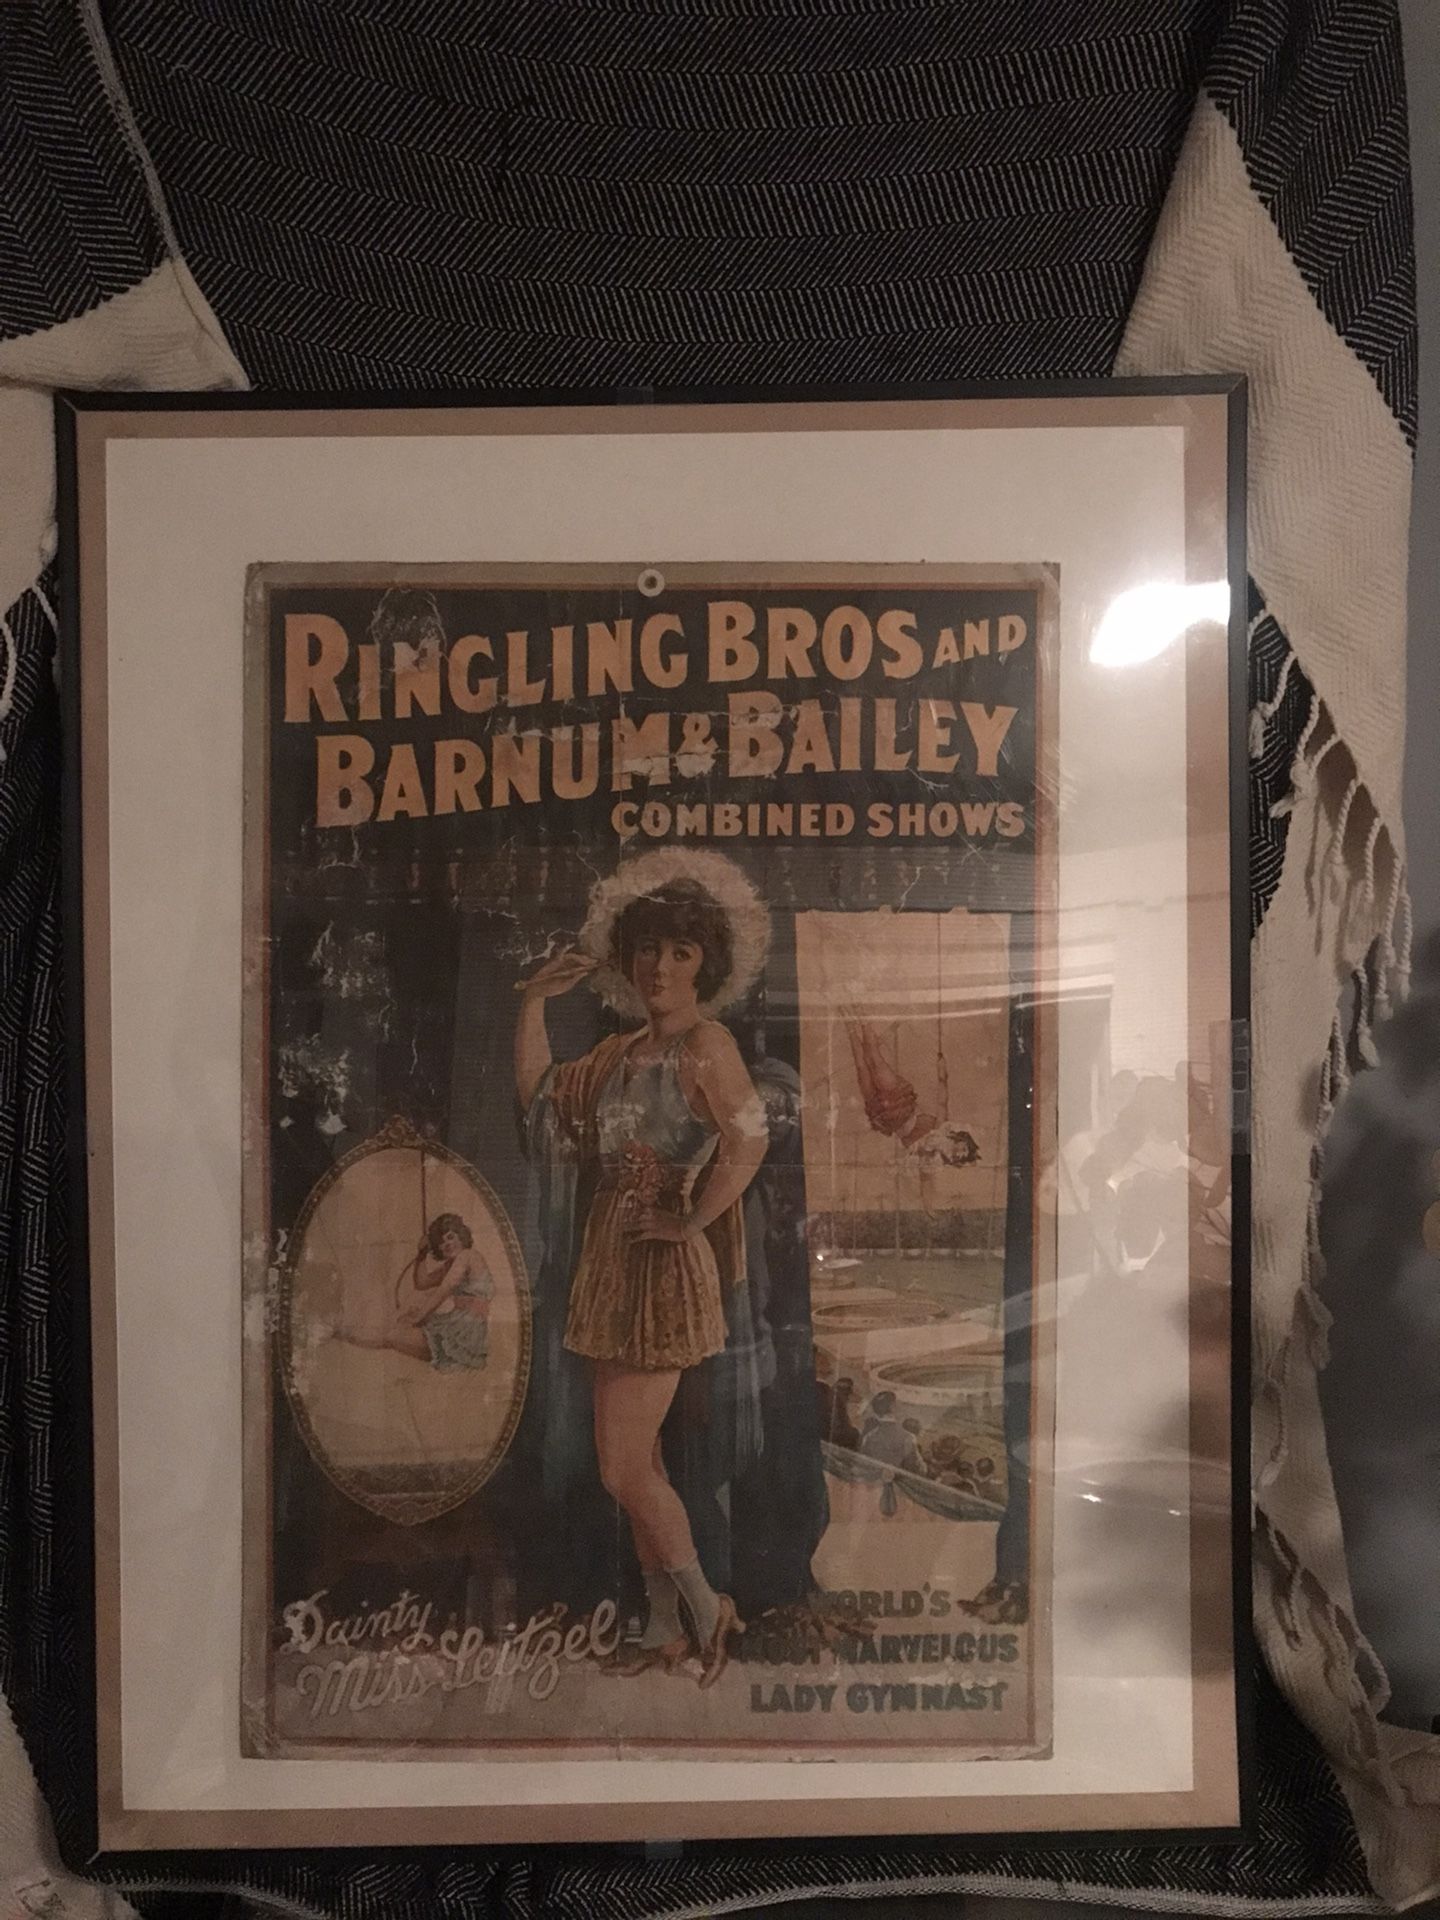 RINGLING BROS AND
BARNUM & BAILEY
COMBINED SHOWS
Dainty
Miss Leitzel
WORLD'S
MOST MARVELOUS
LADY GYMNAST